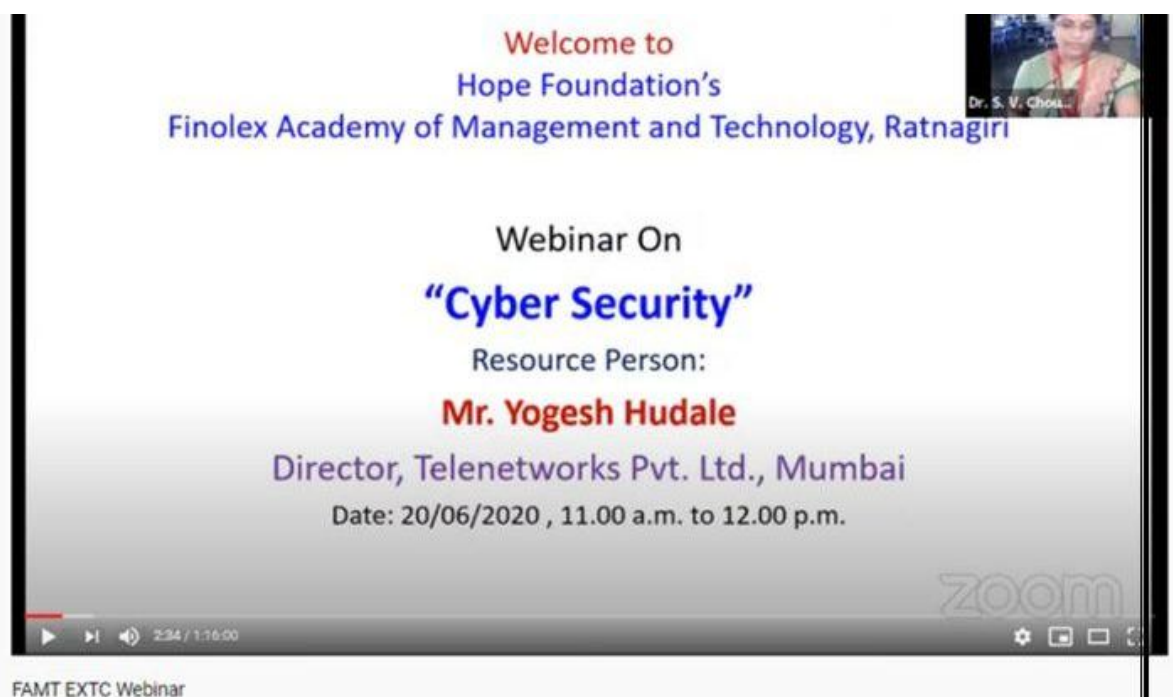 Welcome to
Hope Foundation's
Finolex Academy of Management and Technology, Ratnagiri
Dr. S. V. Chou...
Webinar On
“Cyber Security”
Resource Person:
Mr. Yogesh Hudale
Director, Telenetworks Pvt. Ltd., Mumbai
Date: 20/06/2020 , 11.00 a.m. to 12.00 p.m.
zoom
2:34 / 1:16:00
FAMT EXTC Webinar